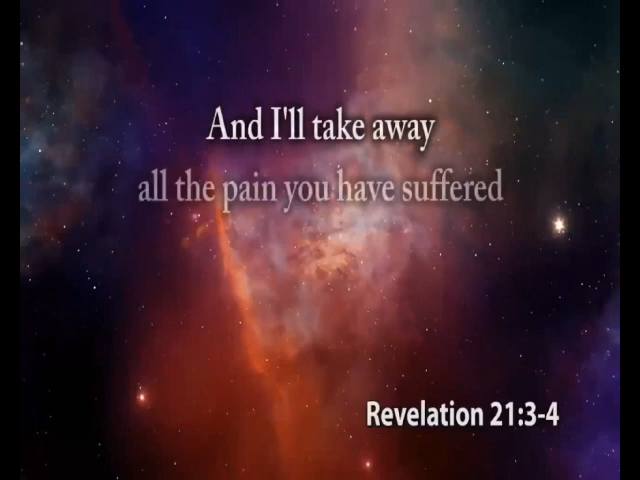 And I'll take away
all the pain you have suffered
Revelation 21:3-4